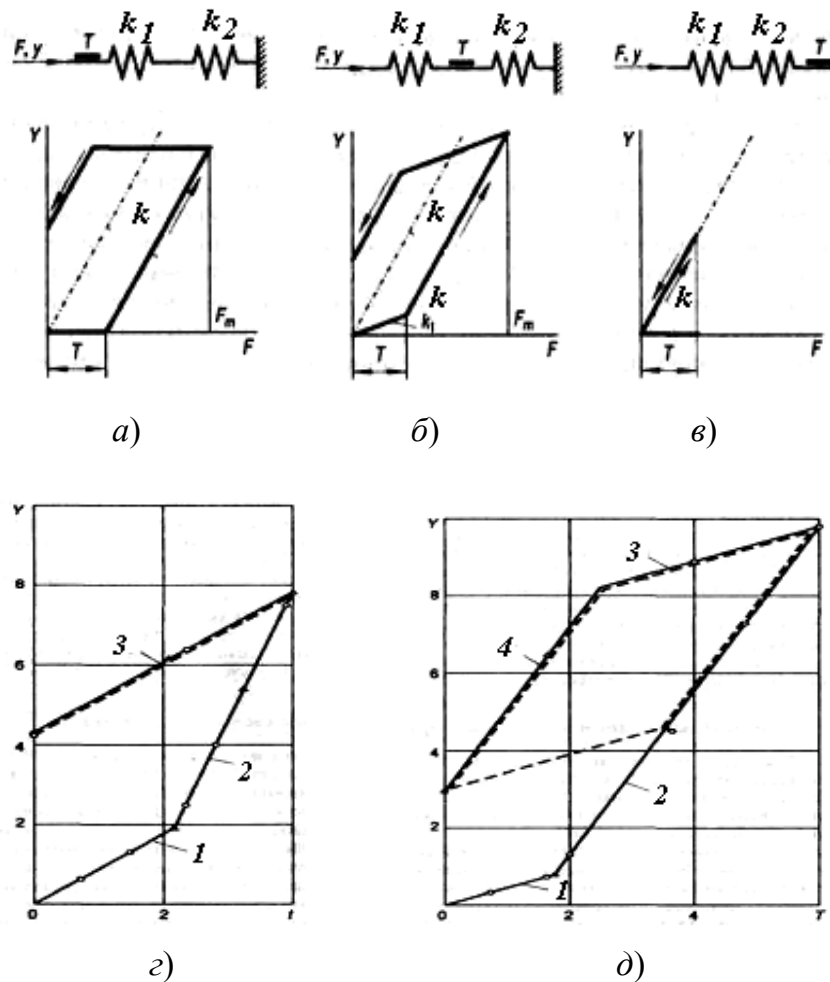 k1 k2 k1 k2 k1 k2
F, y T F, y T F, y T
Y Y Y
k k k
k
k1
Fm Fm
F F F
T T T
а) б) в)
Y Y
8 8
6 6
4 4
2 2
3 3
4
2 2
1 1
0 2 t 0 2 4 T
г) д)